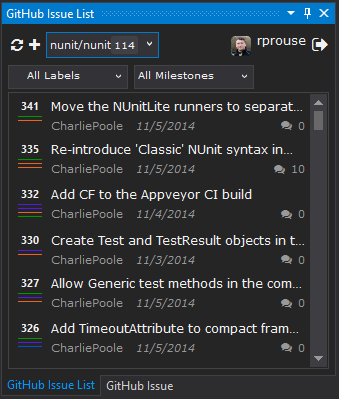 GitHub Issue List
nunit/nunit 114
rprouse
All Labels
All Milestones
341 Move the NUnitLite runners to separat...
CharliePoole 11/5/2014 0
335 Re-introduce 'Classic' NUnit syntax in...
CharliePoole 11/5/2014 10
332 Add CF to the Appveyor CI build
CharliePoole 11/4/2014 0
330 Create Test and TestResult objects in t...
CharliePoole 11/3/2014 0
327 Allow Generic test methods in the com...
CharliePoole 11/5/2014 0
326 Add TimeoutAttribute to compact fram...
CharliePoole 11/5/2014 0
GitHub Issue List GitHub Issue